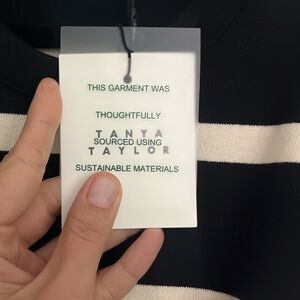 THIS GARMENT WAS
THOUGHTFULLY
TANYA
SOURCED USING
TAYLOR
SUSTAINABLE MATERIALS